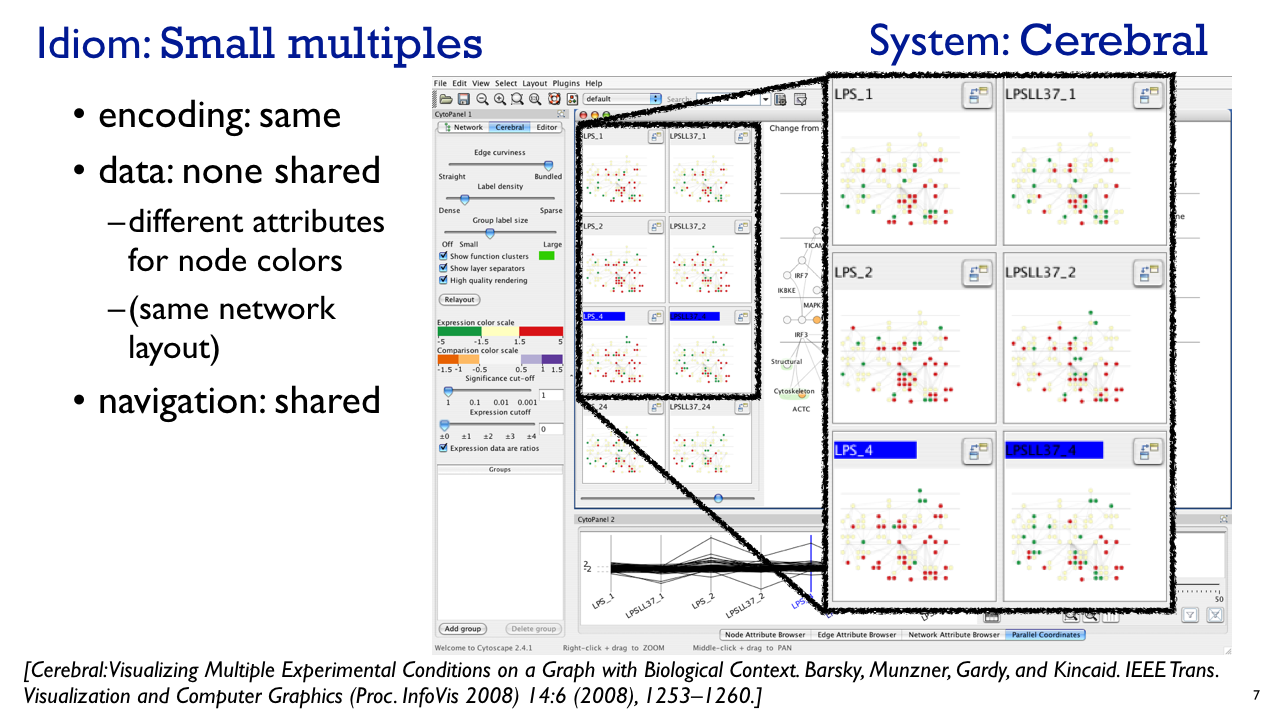 Idiom: Small multiples
System: Cerebral
• encoding: same
• data: none shared
–different attributes
for node colors
–(same network
layout)
• navigation: shared
File Edit View Select Layout Plugins Help
default
Search:
CytoPanel 1
Network Cerebral Editor
Edge curviness
Straight Bundled
Label density
Dense Sparse
Group label size
Off Small Large
Show function clusters
Show layer separators
High quality rendering
Relayout
Expression color scale
-5 -1.5 1.5 5
Comparison color scale
-1.5 -1 -0.5 0.5 1 1.5
Significance cut-off
1 0.1 0.01 0.001
1
Expression cutoff
±0 ±1 ±2 ±3 ±4
0
Expression data are ratios
Groups
Add group Delete group
LPS_1 LPSLL37_1
LPS_2 LPSLL37_2
LPS_4 LPSLL37_4
LPSLL37_24
Change from
TICAM
IRF7
IKBKE
MAPK
IRF3
Structural
Cytoskeleton
ACTC
LPS_1 LPSLL37_1
LPS_2 LPSLL37_2
LPS_4 LPSLL37_4
CytoPanel 2
LPS_1 LPSLL37_1 LPS_2 LPSLL37_2
50
Node Attribute Browser Edge Attribute Browser Network Attribute Browser Parallel Coordinates
Welcome to Cytoscape 2.4.1 Right-click + drag to ZOOM Middle-click + drag to PAN
[Cerebral:Visualizing Multiple Experimental Conditions on a Graph with Biological Context. Barsky, Munzner, Gardy, and Kincaid. IEEE Trans.
Visualization and Computer Graphics (Proc. InfoVis 2008) 14:6 (2008), 1253–1260.]
7